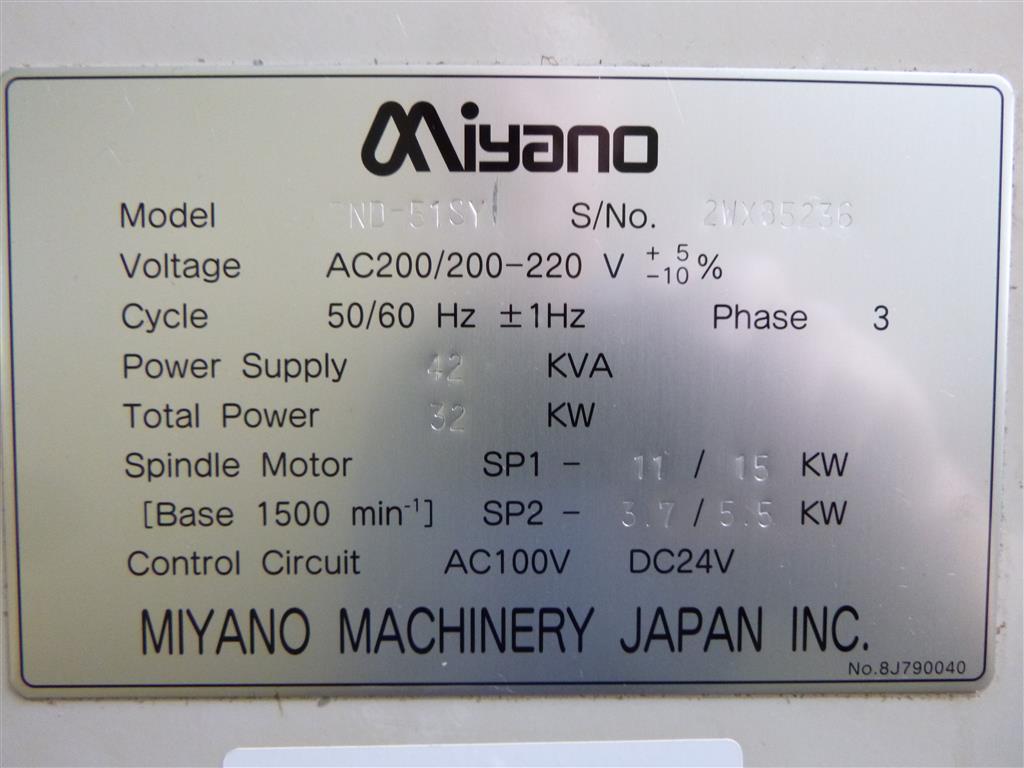 Miyano
Model BND-51SY S/No. 2WX85236
Voltage AC200/200-220 V +5 -10 %
Cycle 50/60 Hz ±1Hz Phase 3
Power Supply 42 KVA
Total Power 32 KW
Spindle Motor SP1 - 11 / 15 KW
[Base 1500 min⁻¹] SP2 - 3.7 / 5.5 KW
Control Circuit AC100V DC24V
MIYANO MACHINERY JAPAN INC.
No.8J790040